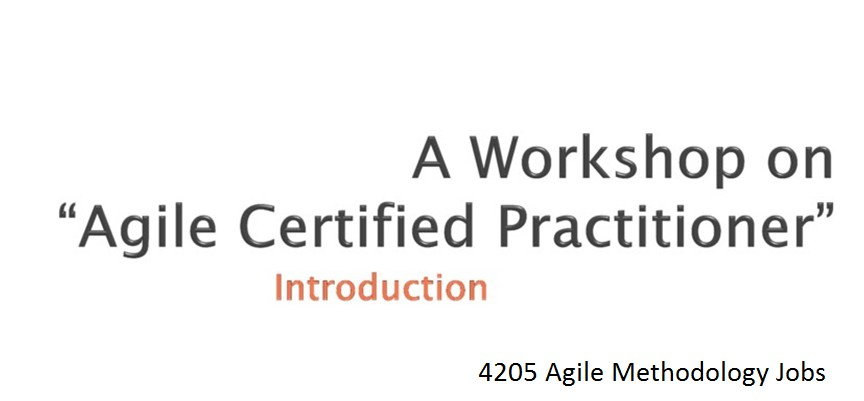 A Workshop on
“Agile Certified Practitioner”
Introduction
4205 Agile Methodology Jobs